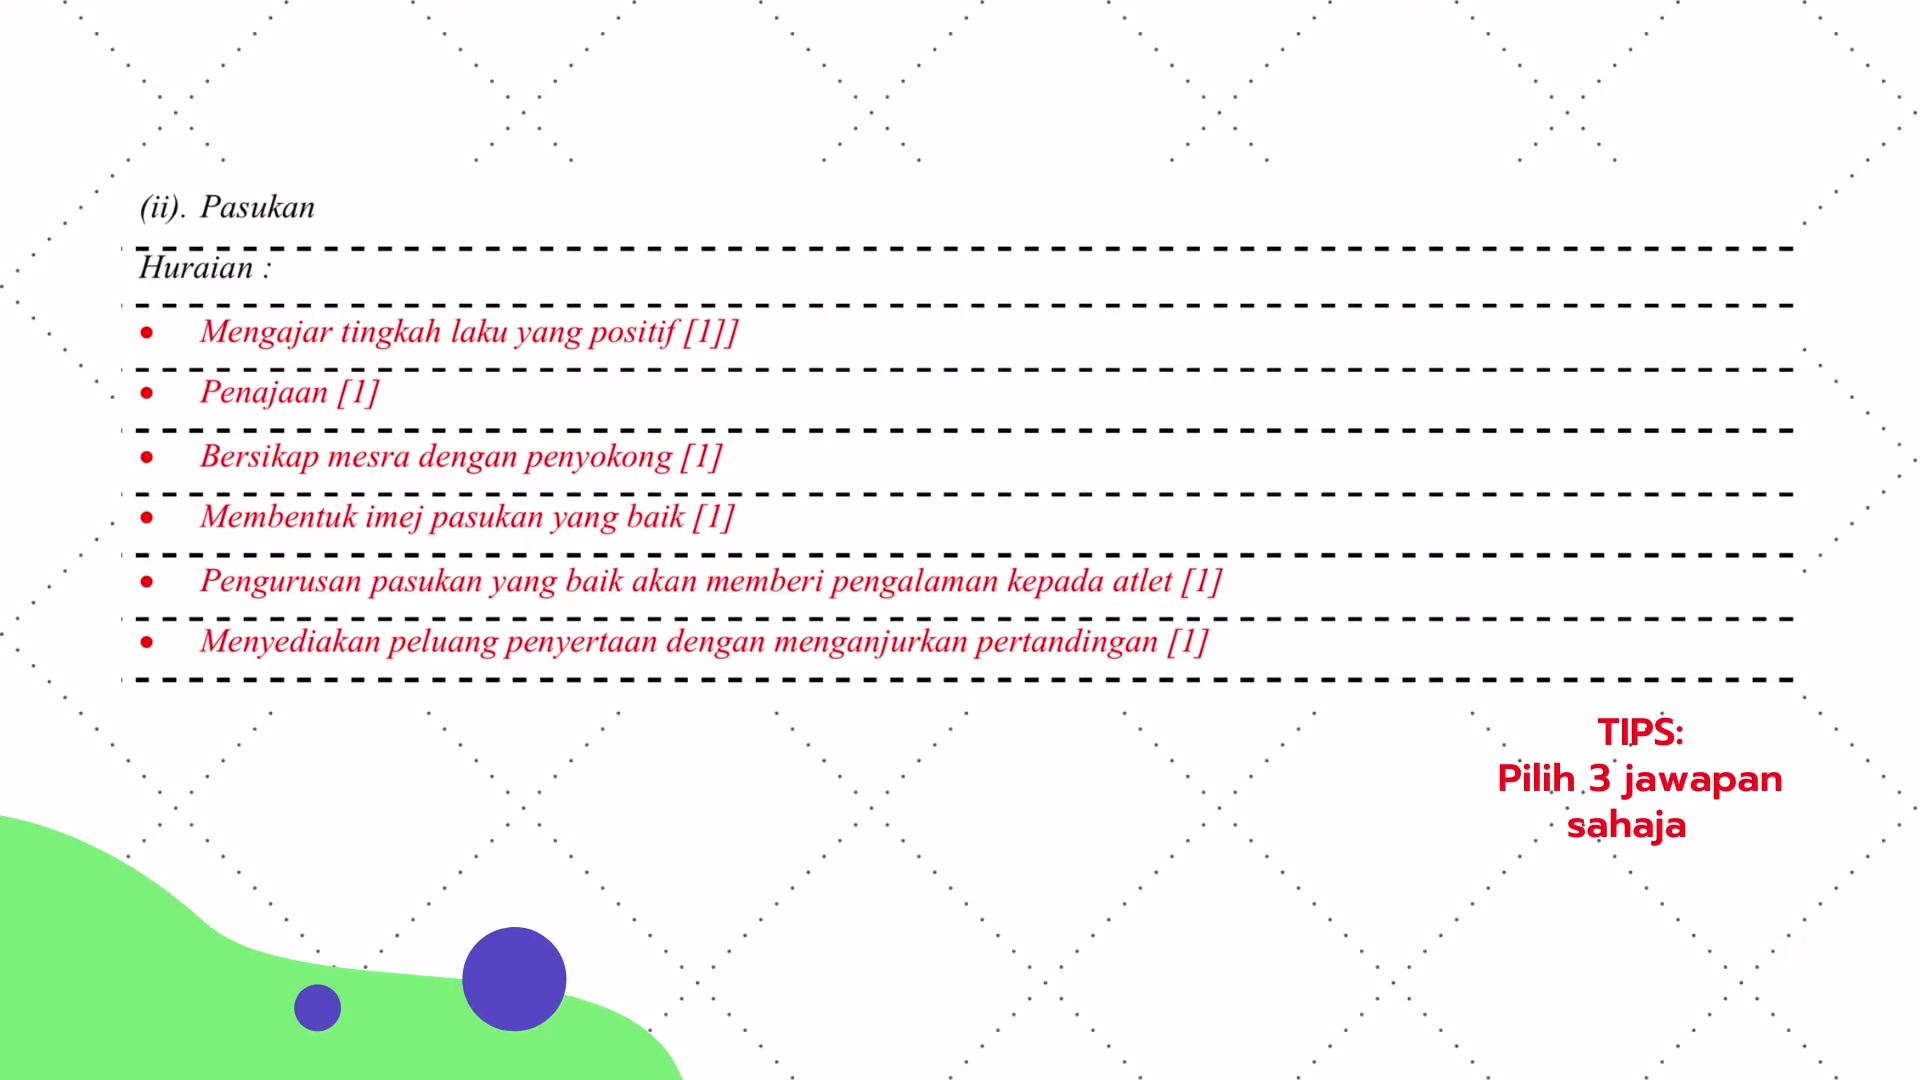 (ii). Pasukan
Huraian :
• Mengajar tingkah laku yang positif [1]]
• Penajaan [1]
• Bersikap mesra dengan penyokong [1]
• Membentuk imej pasukan yang baik [1]
• Pengurusan pasukan yang baik akan memberi pengalaman kepada atlet [1]
• Menyediakan peluang penyertaan dengan menganjurkan pertandingan [1]
TIPS:
Pilih 3 jawapan
sahaja